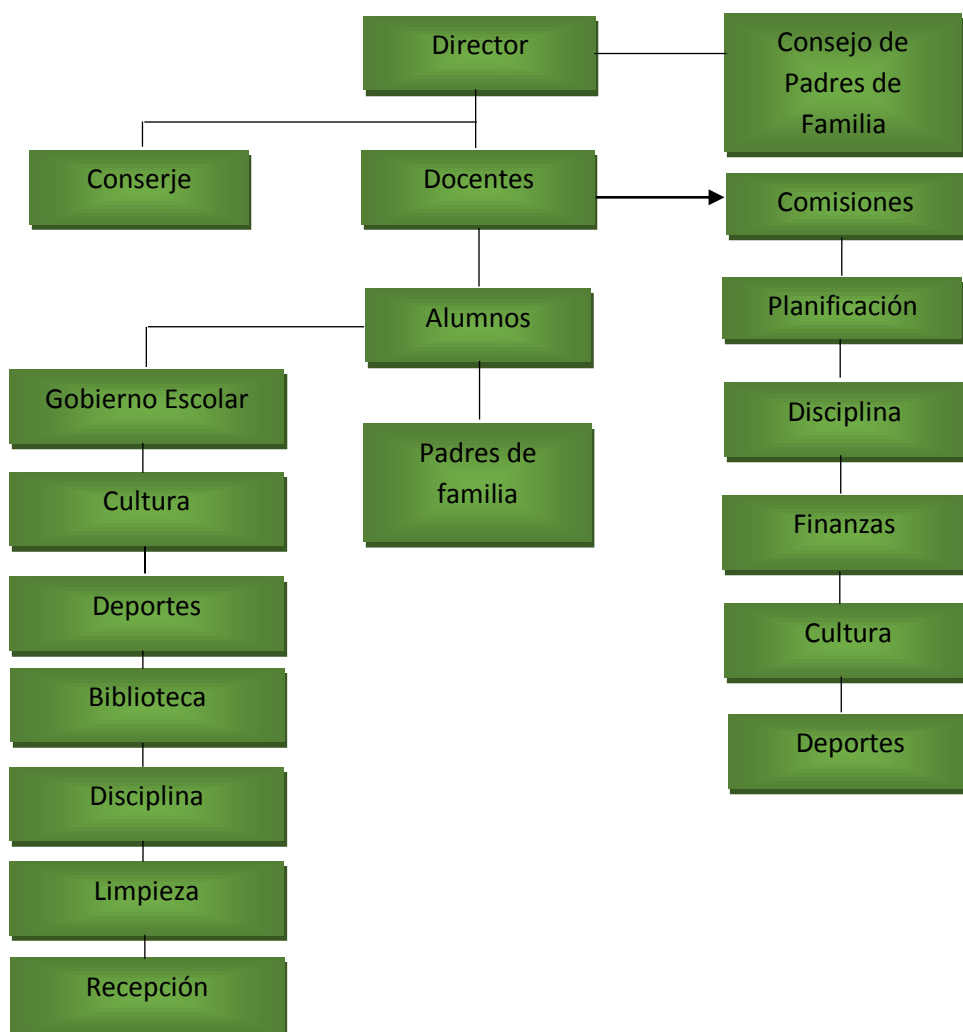 Director
Consejo de
Padres de
Familia
Conserje
Docentes
Comisiones
Alumnos
Planificación
Gobierno Escolar
Padres de
familia
Disciplina
Cultura
Finanzas
Deportes
Cultura
Biblioteca
Deportes
Disciplina
Limpieza
Recepción